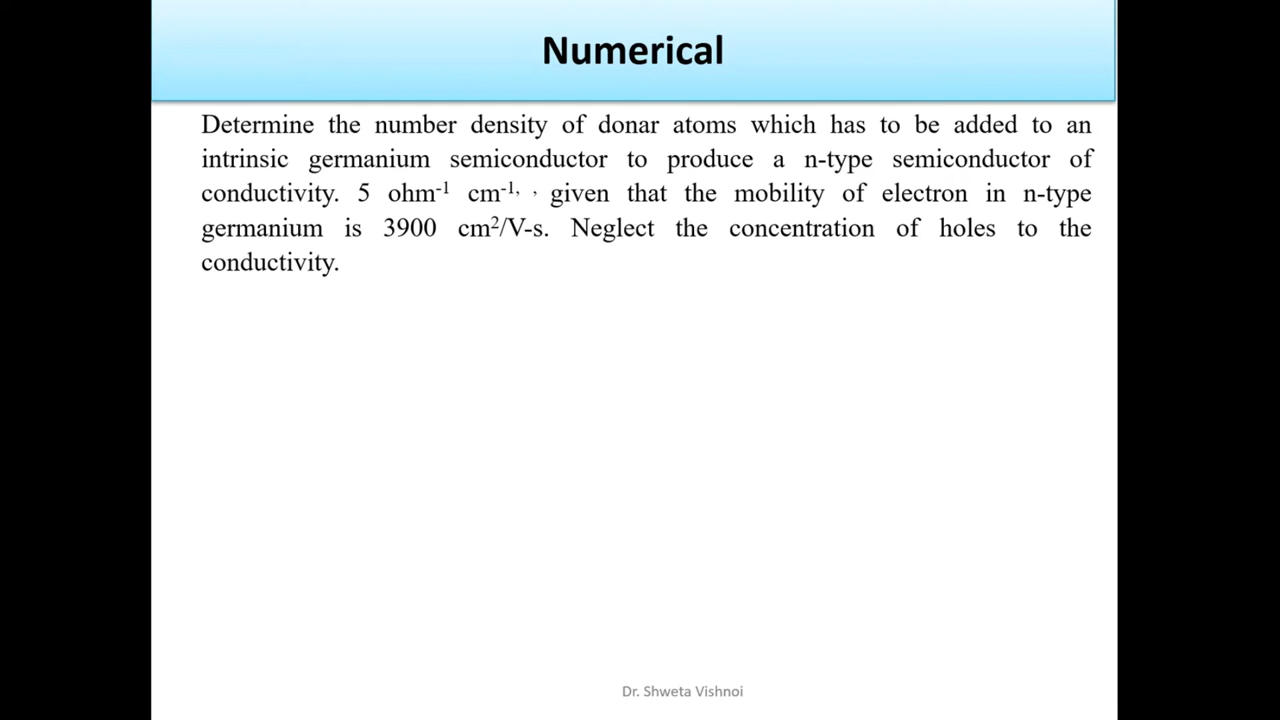 Numerical
Determine the number density of donar atoms which has to be added to an
intrinsic germanium semiconductor to produce a n-type semiconductor of
conductivity. 5 ohm⁻¹ cm⁻¹, , given that the mobility of electron in n-type
germanium is 3900 cm²/V-s. Neglect the concentration of holes to the
conductivity.
Dr. Shweta Vishnoi